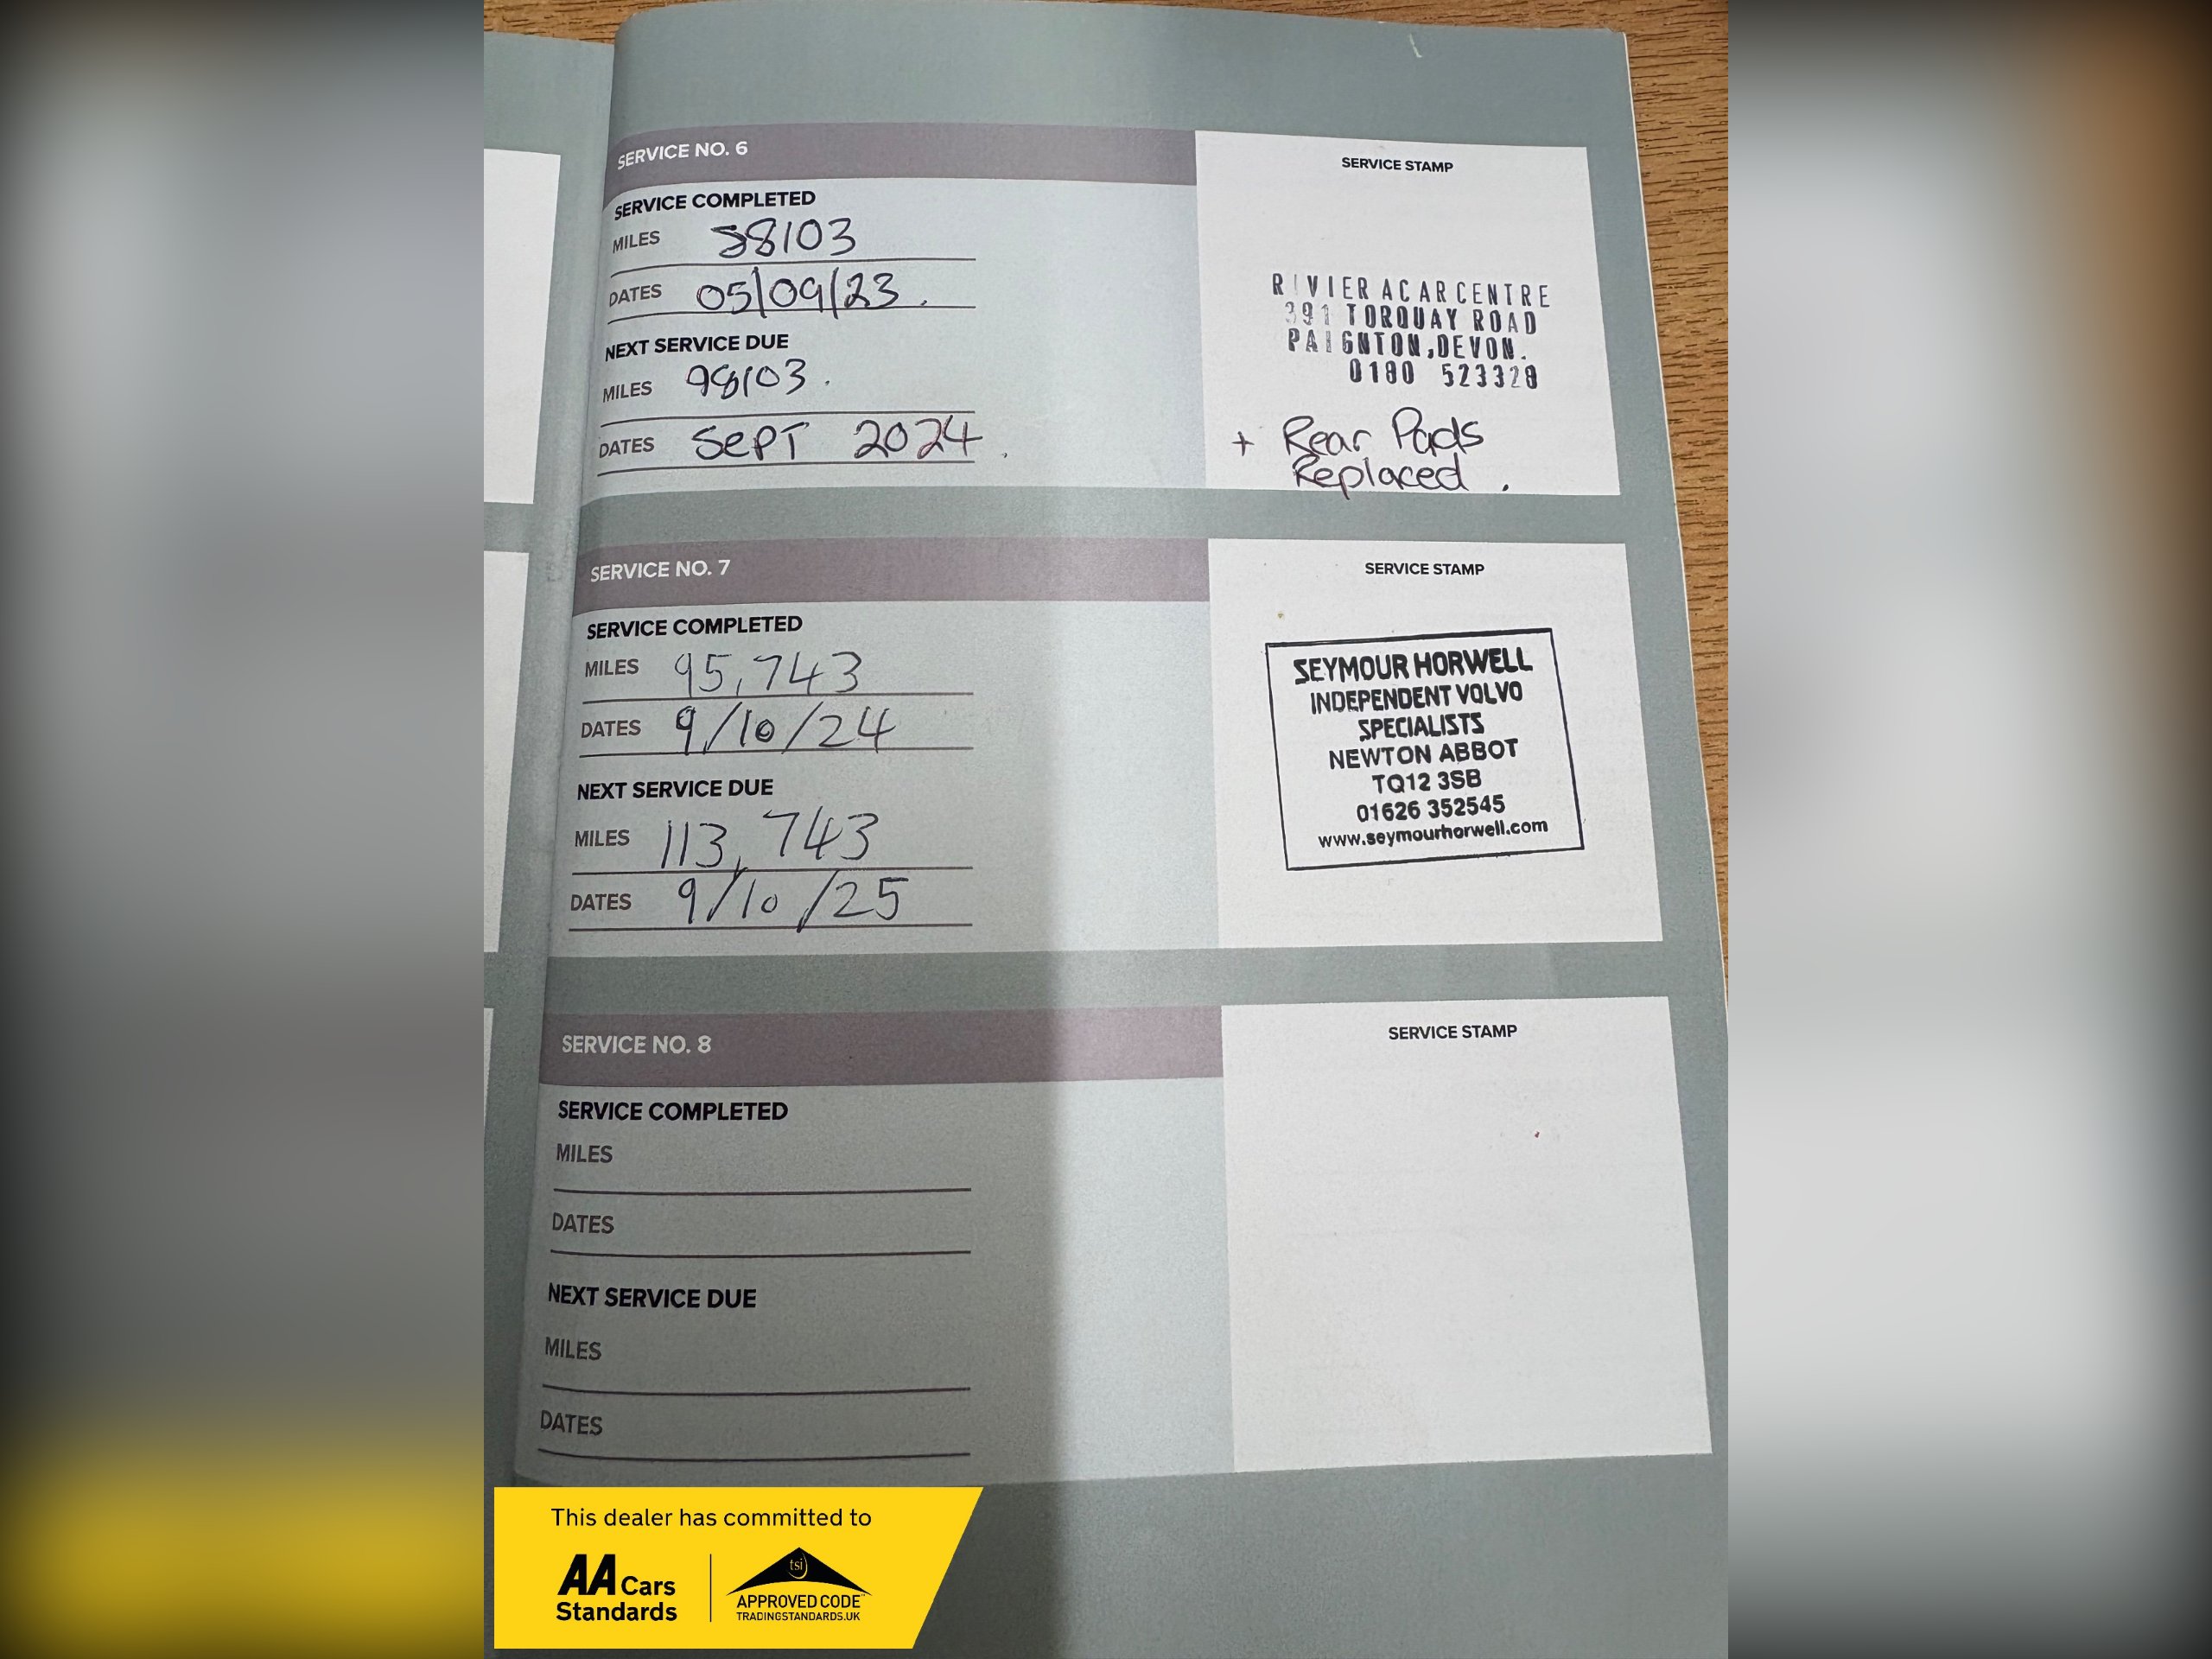 SERVICE NO. 6
SERVICE COMPLETED
MILES 88103
DATES 05/09/23.
NEXT SERVICE DUE
MILES 98103.
DATES SEPT 2024.
SERVICE STAMP
RIVIERACARCENTRE
391 TORQUAY ROAD
PAIGNTON,DEVON.
0180 523328
+ Rear Pads
Replaced.
SERVICE NO. 7
SERVICE COMPLETED
MILES 95,743
DATES 9/10/24
NEXT SERVICE DUE
MILES 113,743
DATES 9/10/25
SERVICE STAMP
SEYMOUR HORWELL
INDEPENDENT VOLVO
SPECIALISTS
NEWTON ABBOT
TQ12 3SB
01626 352545
www.seymourhorwell.com
SERVICE NO. 8
SERVICE COMPLETED
MILES
DATES
NEXT SERVICE DUE
MILES
DATES
SERVICE STAMP
This dealer has committed to
AA Cars
Standards
tsi
APPROVED CODE
TRADINGSTANDARDS.UK